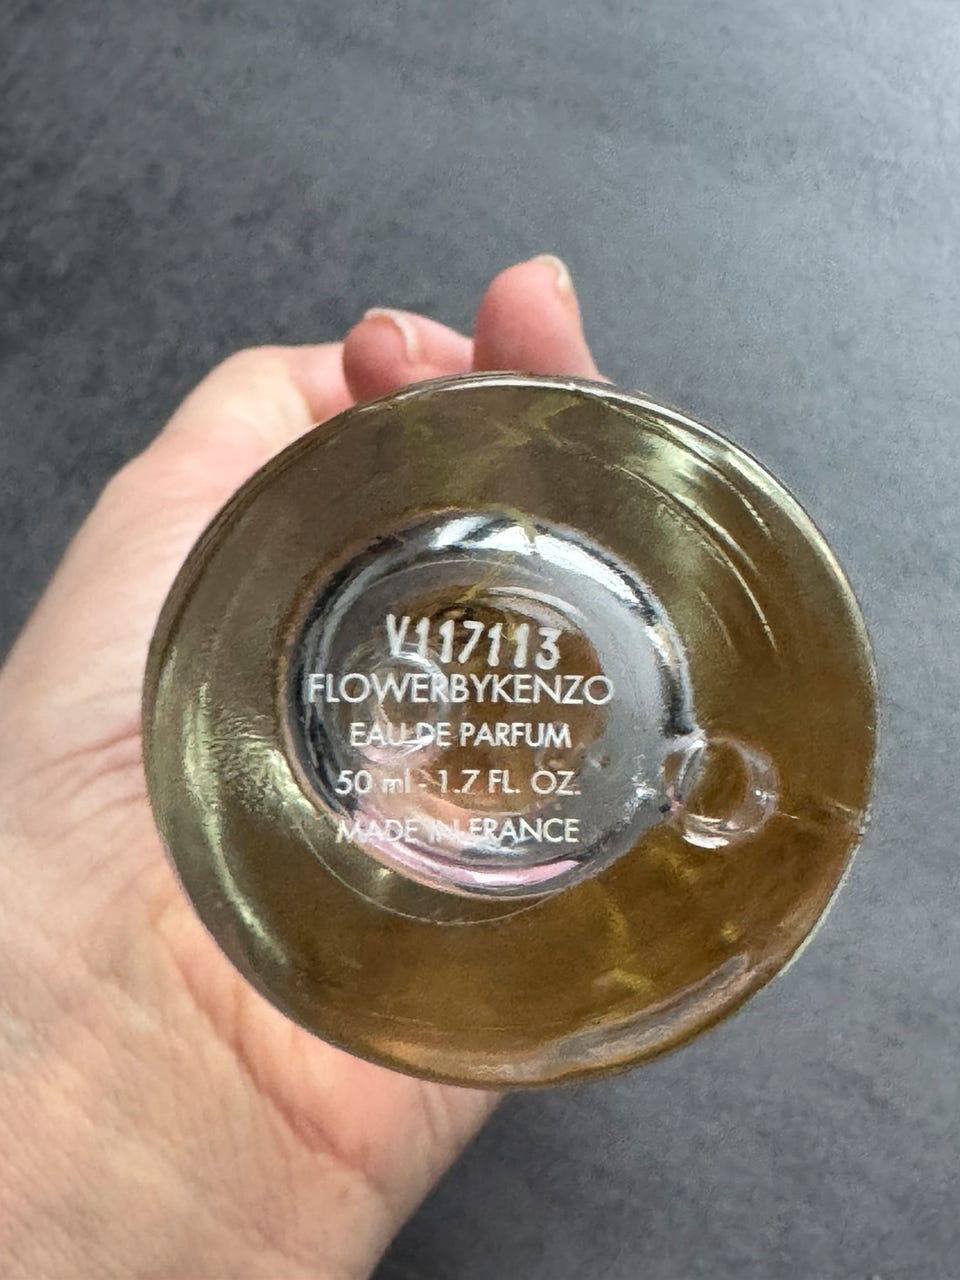 V117113
FLOWERBYKENZO
EAU DE PARFUM
50 ml - 1.7 FL. OZ.
MADE IN FRANCE